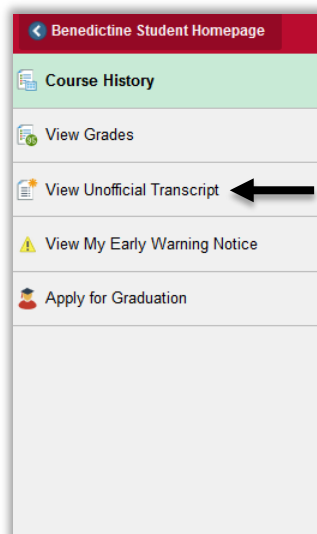 Benedictine Student Homepage
Course History
View Grades
View Unofficial Transcript
View My Early Warning Notice
Apply for Graduation